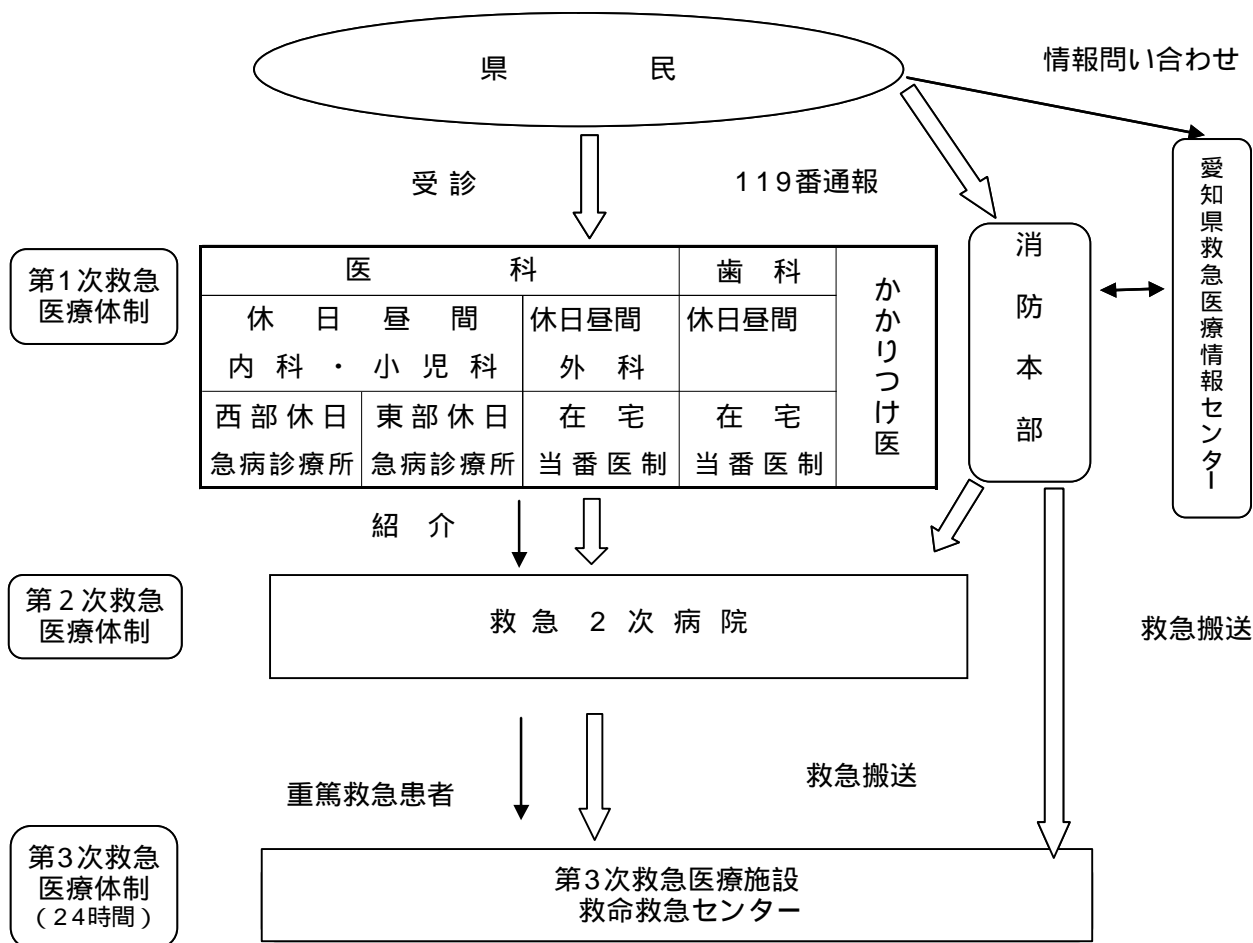 県 民
情報問い合わせ
受 診
119番通報
愛知県救急医療情報センター
消防本部
第1次救急
医療体制
医 科
歯 科
かかりつけ医
休 日 昼 間
内 科 ・ 小 児 科
休日昼間
外 科
休日昼間
西部休日
急病診療所
東部休日
急病診療所
在 宅
当番医制
在 宅
当番医制
紹 介
第2次救急
医療体制
救 急 2 次 病 院
救急搬送
重篤救急患者
救急搬送
第3次救急
医療体制
(24時間)
第3次救急医療施設
救命救急センター